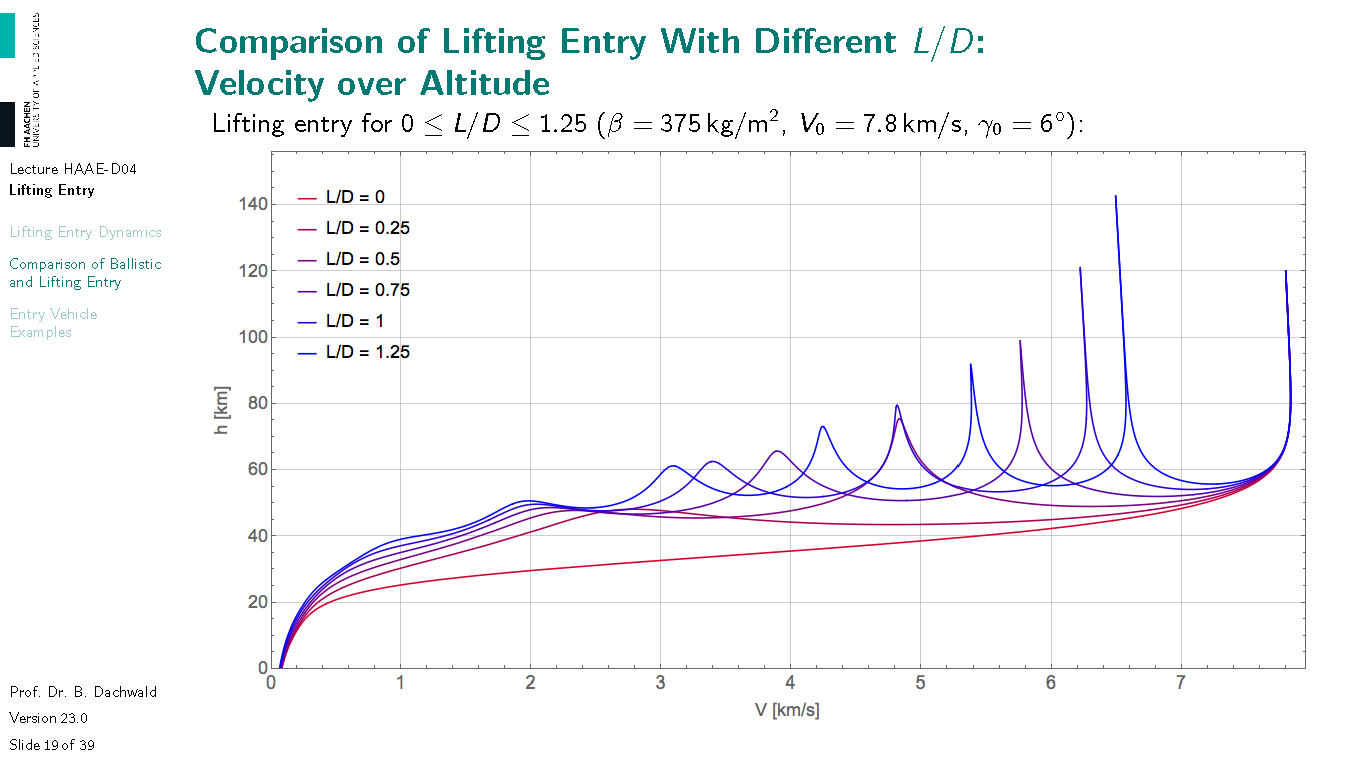 FH AACHEN
UNIVERSITY OF APPLIED SCIENCES
Comparison of Lifting Entry With Different L/D:
Velocity over Altitude
Lifting entry for 0 ≤ L/D ≤ 1.25 (β = 375 kg/m², V₀ = 7.8 km/s, γ₀ = 6°):
Lecture HAAE-D04
Lifting Entry
Lifting Entry Dynamics
Comparison of Ballistic
and Lifting Entry
Entry Vehicle
Examples
Prof. Dr. B. Dachwald
Version 23.0
Slide 19 of 39
L/D = 0
L/D = 0.25
L/D = 0.5
L/D = 0.75
L/D = 1
L/D = 1.25
h [km]
140
120
100
80
60
40
20
0
0 1 2 3 4 5 6 7
V [km/s]